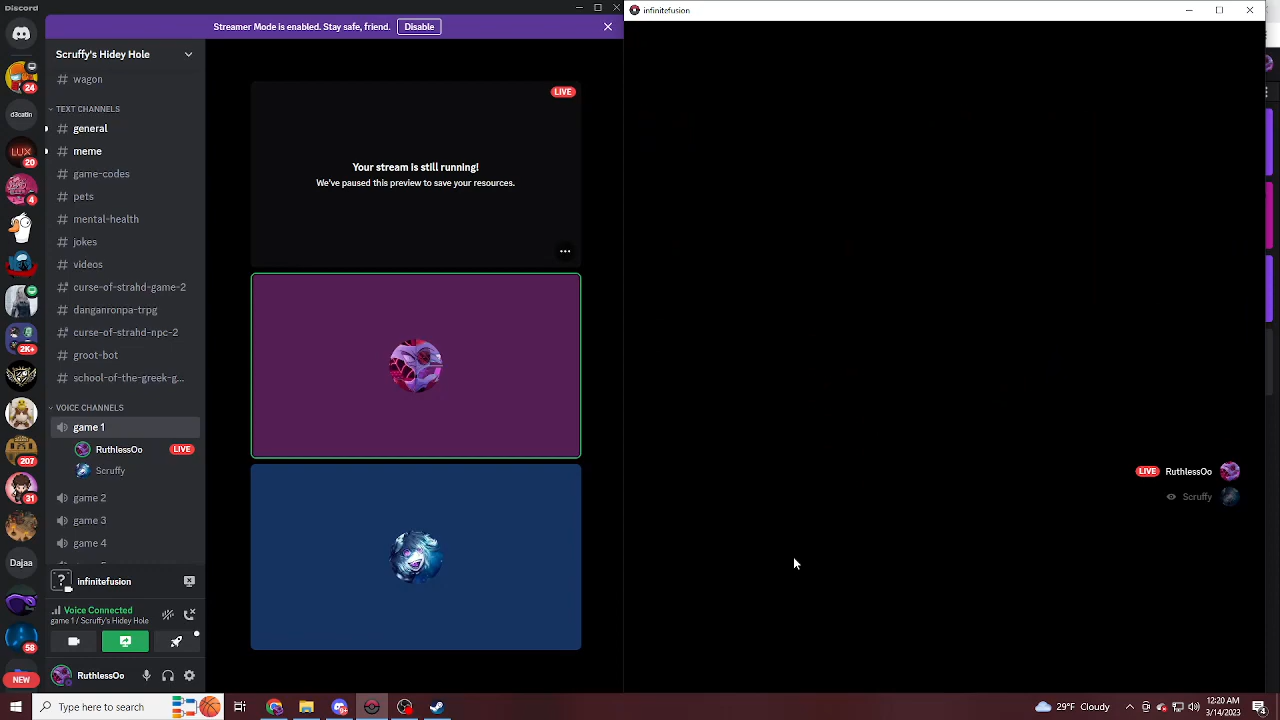 Discord
Streamer Mode is enabled. Stay safe, friend.
Disable
Scruffy's Hidey Hole
wagon
TEXT CHANNELS
general
meme
game-codes
pets
mental-health
jokes
videos
curse-of-strahd-game-2
danganronpa-trpg
curse-of-strahd-npc-2
groot-bot
school-of-the-greek-g...
VOICE CHANNELS
game 1
RuthlessOo
LIVE
Scruffy
game 2
game 3
game 4
infinitefusion
Voice Connected
game 1 / Scruffy's Hidey Hole
RuthlessOo
24
d3catin
LUX
20
4
2K+
207
31
Dajaa
58
NEW
LIVE
Your stream is still running!
We've paused this preview to save your resources.
infinitefusion
LIVE RuthlessOo
Scruffy
Type here to search
29°F Cloudy
12:20 AM
3/14/2023